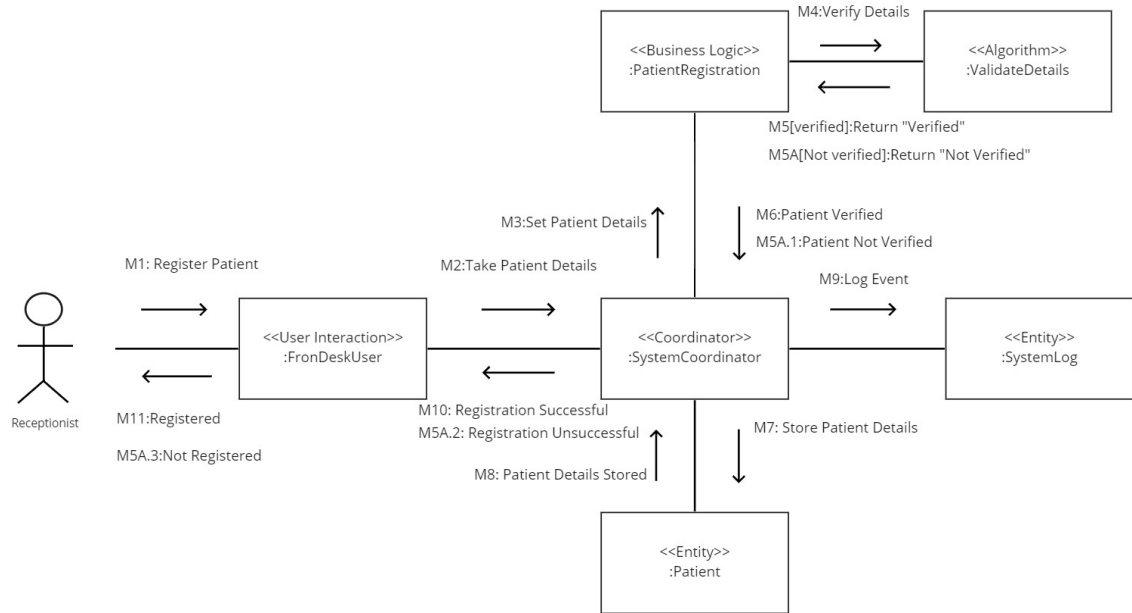 M4:Verify Details
<<Business Logic>>
:PatientRegistration
<<Algorithm>>
:ValidateDetails
M5[verified]:Return "Verified"
M5A[Not verified]:Return "Not Verified"
M3:Set Patient Details
M6:Patient Verified
M5A.1:Patient Not Verified
M1: Register Patient
M2:Take Patient Details
M9:Log Event
<<User Interaction>>
:FronDeskUser
<<Coordinator>>
:SystemCoordinator
<<Entity>>
:SystemLog
Receptionist
M11:Registered
M5A.3:Not Registered
M10: Registration Successful
M5A.2: Registration Unsuccessful
M8: Patient Details Stored
M7: Store Patient Details
<<Entity>>
:Patient